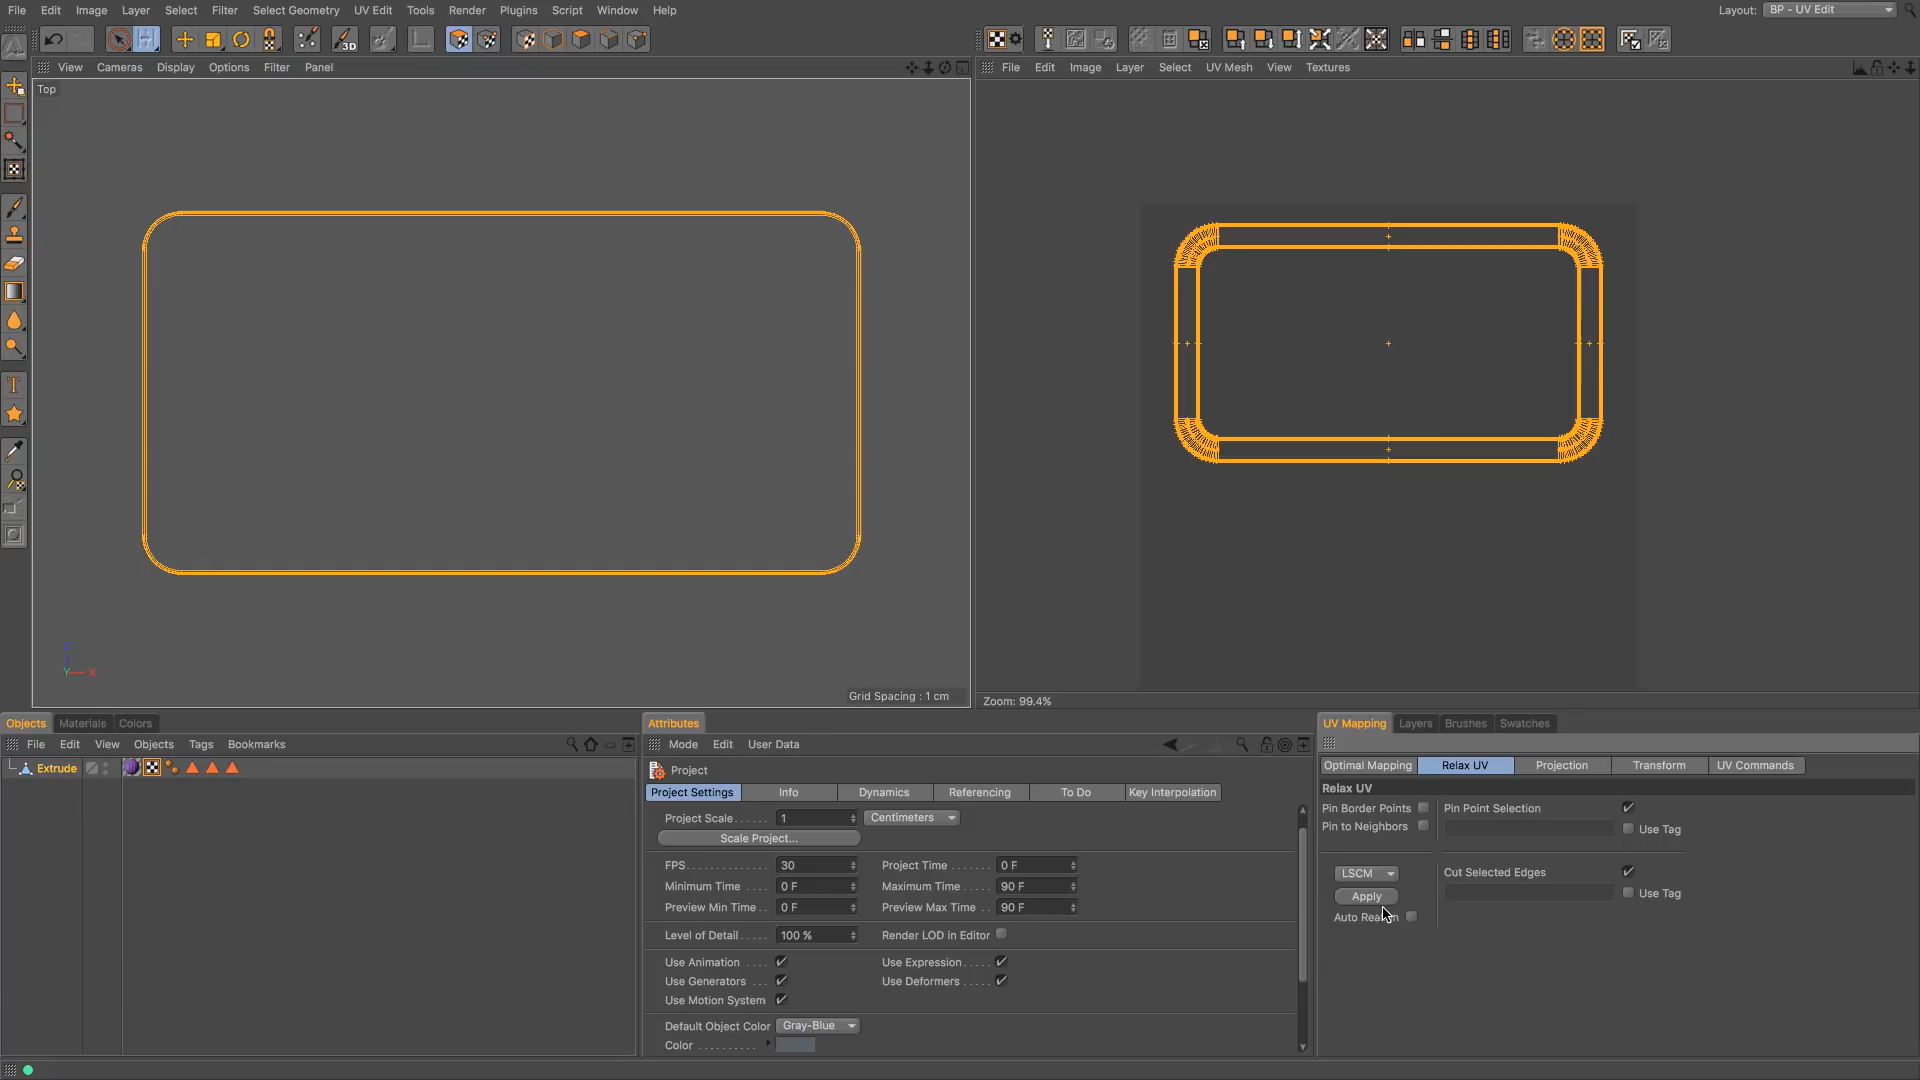 File Edit Image Layer Select Filter Select Geometry UV Edit Tools Render Plugins Script Window Help
Layout: BP - UV Edit
3D
View Cameras Display Options Filter Panel
File Edit Image Layer Select UV Mesh View Textures
Top
Z
Y X
Grid Spacing : 1 cm
Zoom: 99.4%
Objects Materials Colors
File Edit View Objects Tags Bookmarks
Extrude
Attributes
Mode Edit User Data
Project
Project Settings Info Dynamics Referencing To Do Key Interpolation
Project Scale...... 1 Centimeters
Scale Project...
FPS 30 Project Time 0 F
Minimum Time 0 F Maximum Time 90 F
Preview Min Time 0 F Preview Max Time 90 F
Level of Detail 100 % Render LOD in Editor
Use Animation Use Expression
Use Generators Use Deformers
Use Motion System
Default Object Color Gray-Blue
Color
UV Mapping Layers Brushes Swatches
Optimal Mapping Relax UV Projection Transform UV Commands
Relax UV
Pin Border Points Pin Point Selection
Pin to Neighbors Use Tag
LSCM Cut Selected Edges
Apply Use Tag
Auto